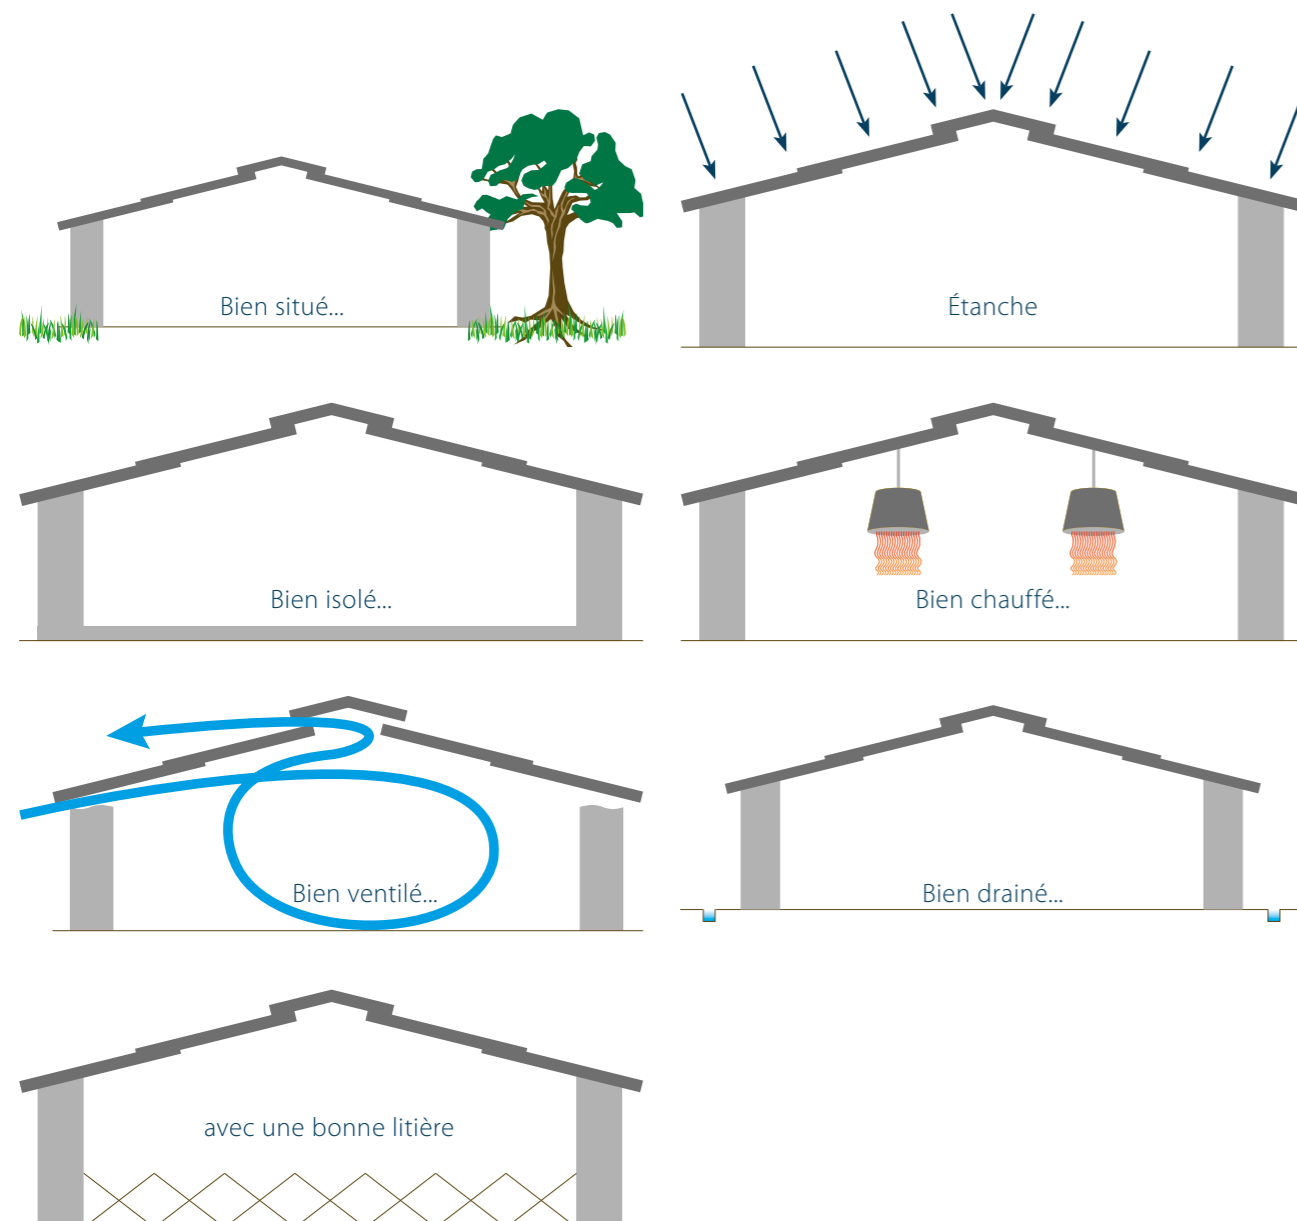 Bien situé...
Étanche
Bien isolé...
Bien chauffé...
Bien ventilé...
Bien drainé...
avec une bonne litière